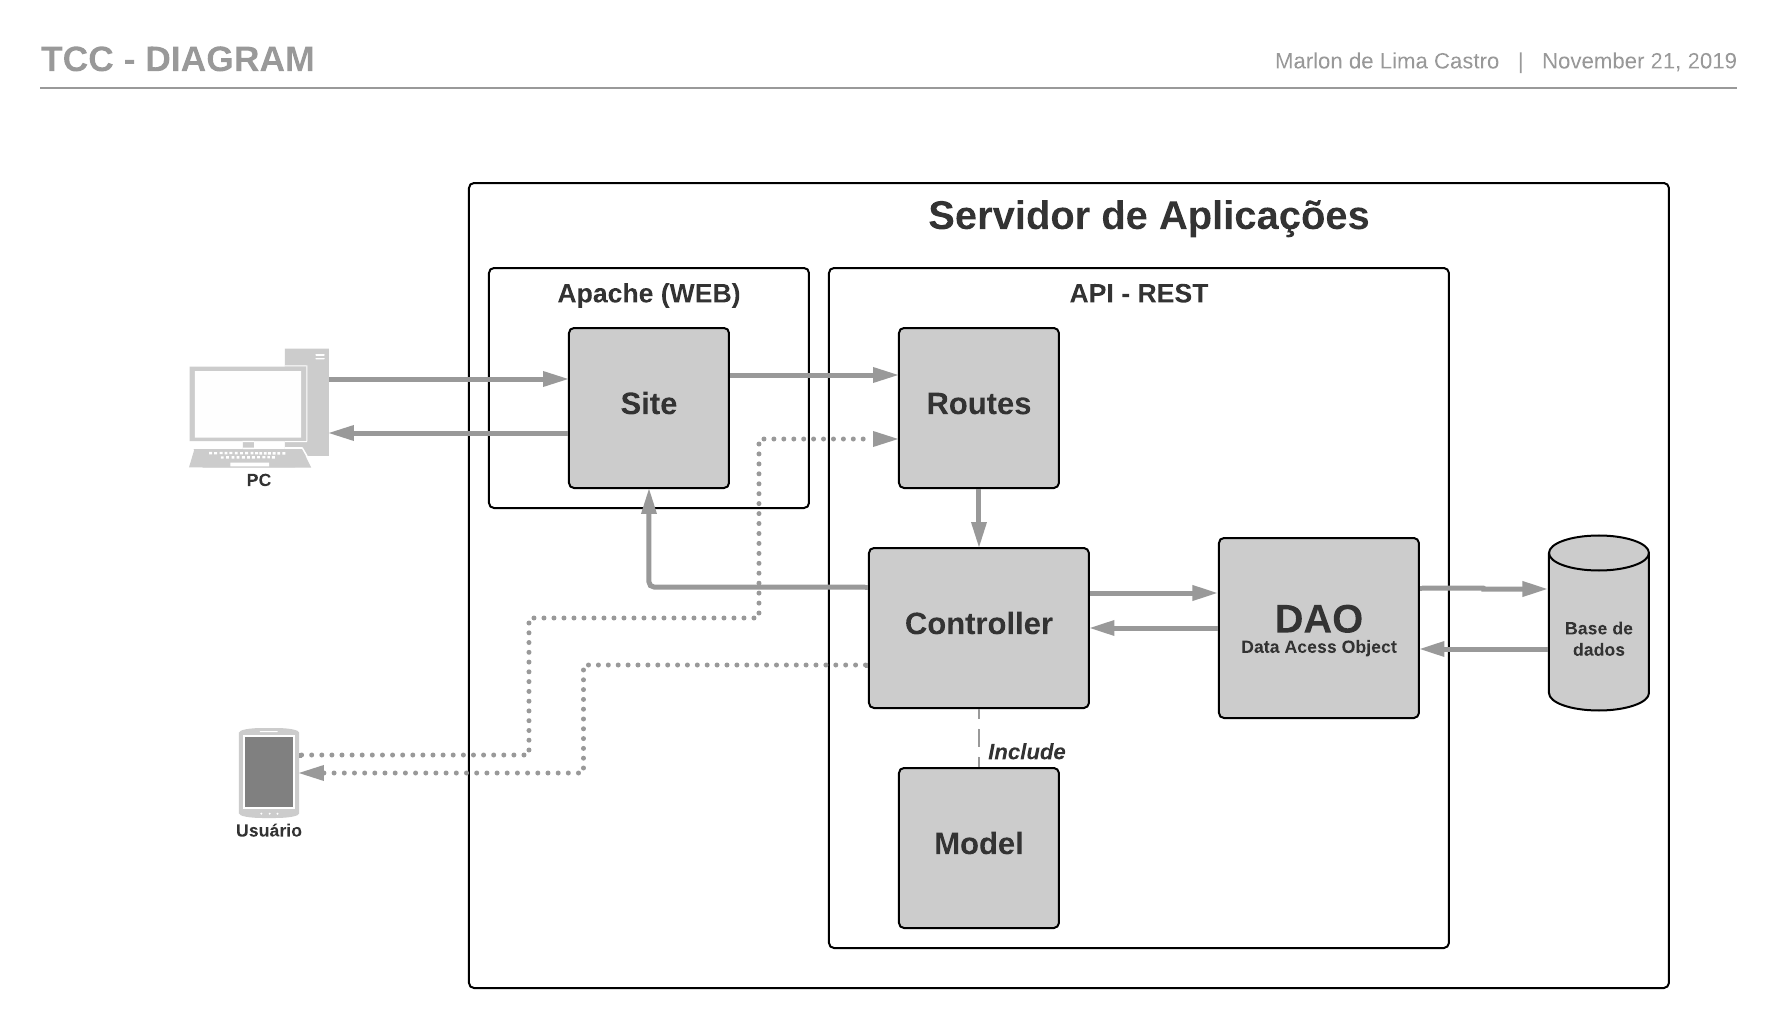 TCC - DIAGRAM
Marlon de Lima Castro | November 21, 2019
Servidor de Aplicações
Apache (WEB)
API - REST
Site
Routes
PC
Controller
DAO
Data Acess Object
Base de
dados
Include
Usuário
Model